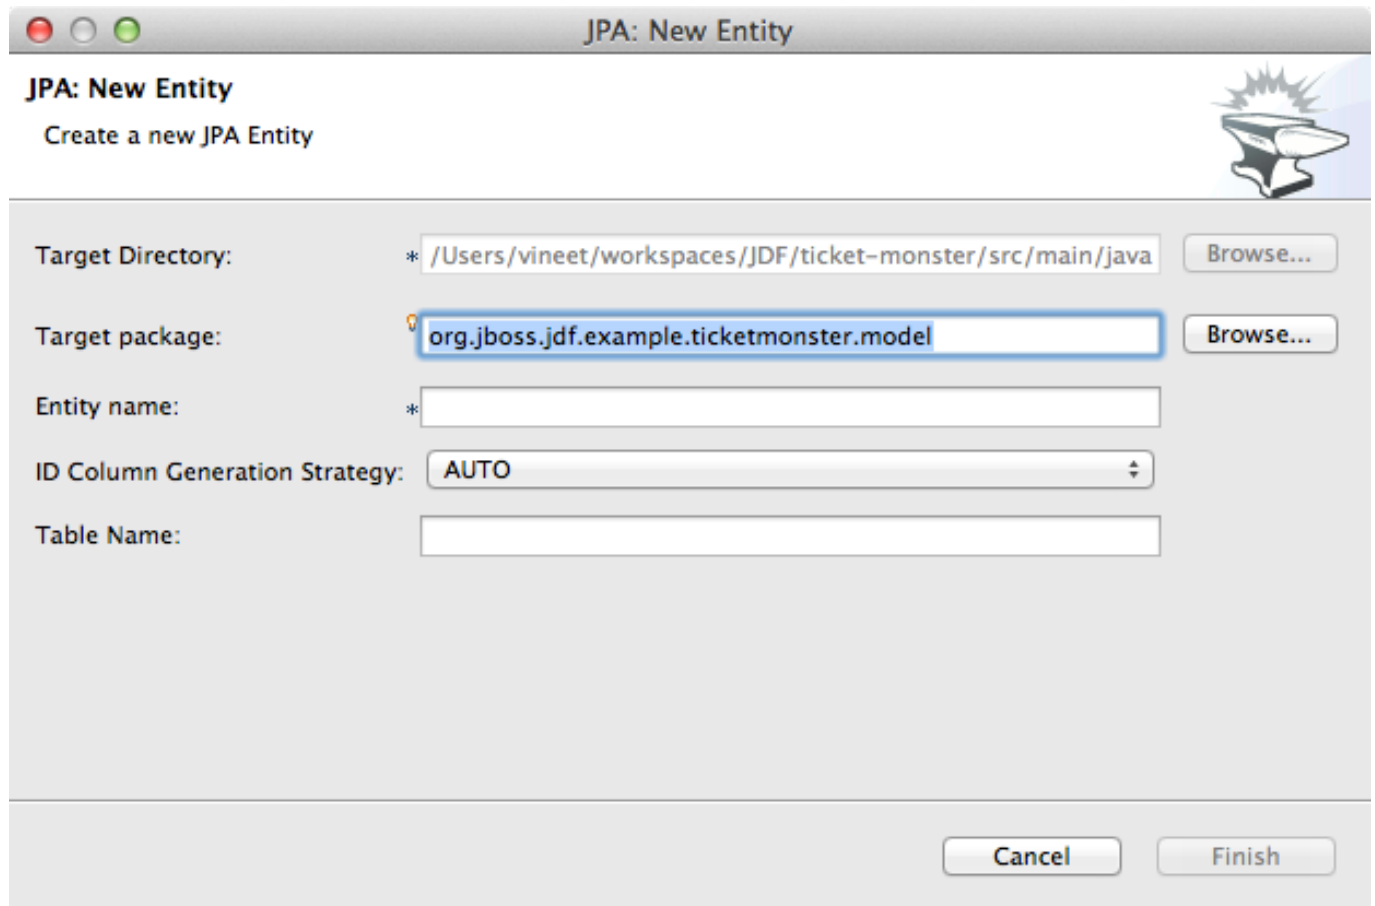 JPA: New Entity
JPA: New Entity
Create a new JPA Entity
Target Directory: * /Users/vineet/workspaces/JDF/ticket-monster/src/main/java Browse...
Target package: org.jboss.jdf.example.ticketmonster.model Browse...
Entity name: *
ID Column Generation Strategy: AUTO
Table Name:
Cancel Finish